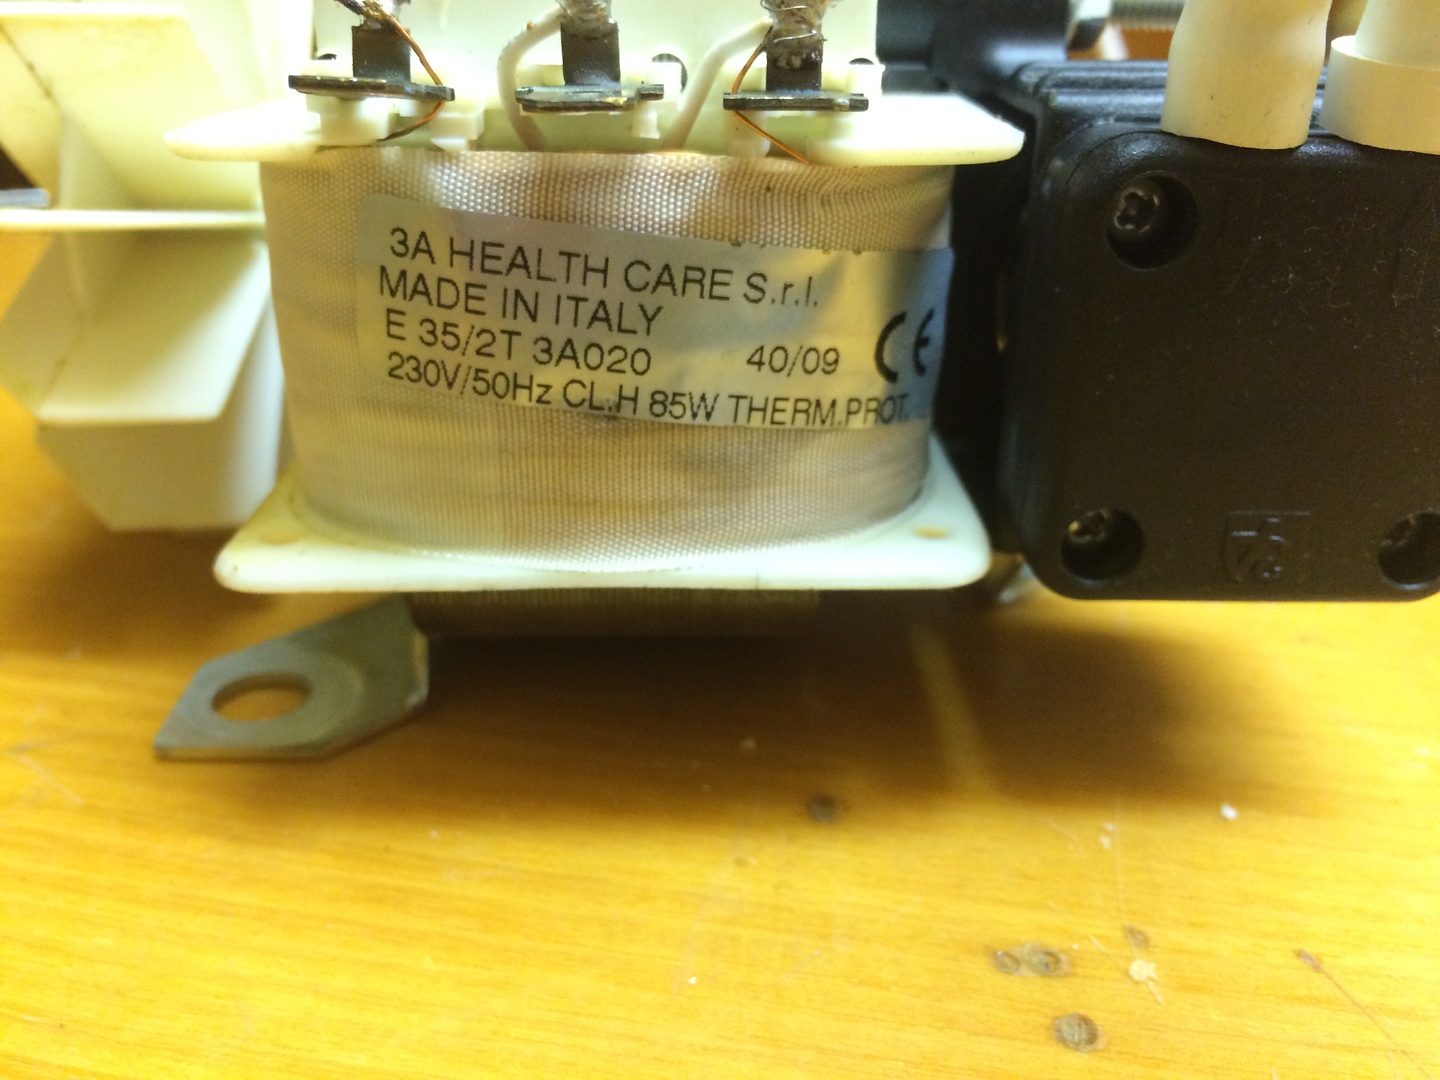 3A HEALTH CARE S.r.l.
MADE IN ITALY
E 35/2T 3A020 40/09 CE
230V/50Hz CL.H 85W THERM.PROT.